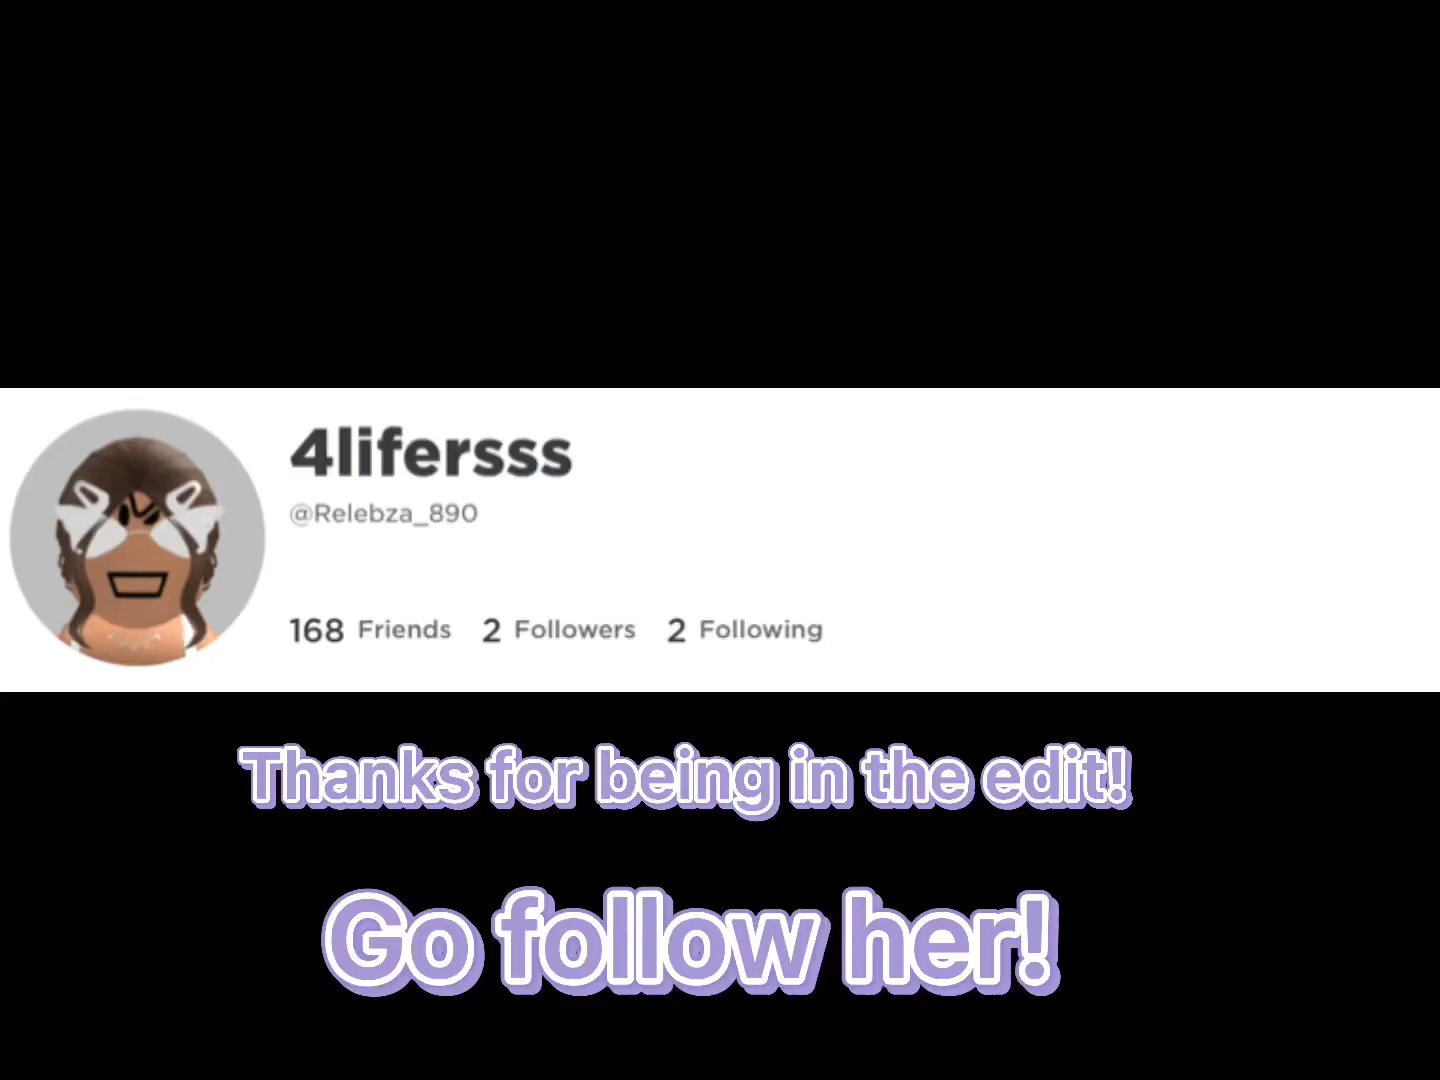 4lifersss
@Relebza_890
168 Friends 2 Followers 2 Following
Thanks for being in the edit!
Go follow her!